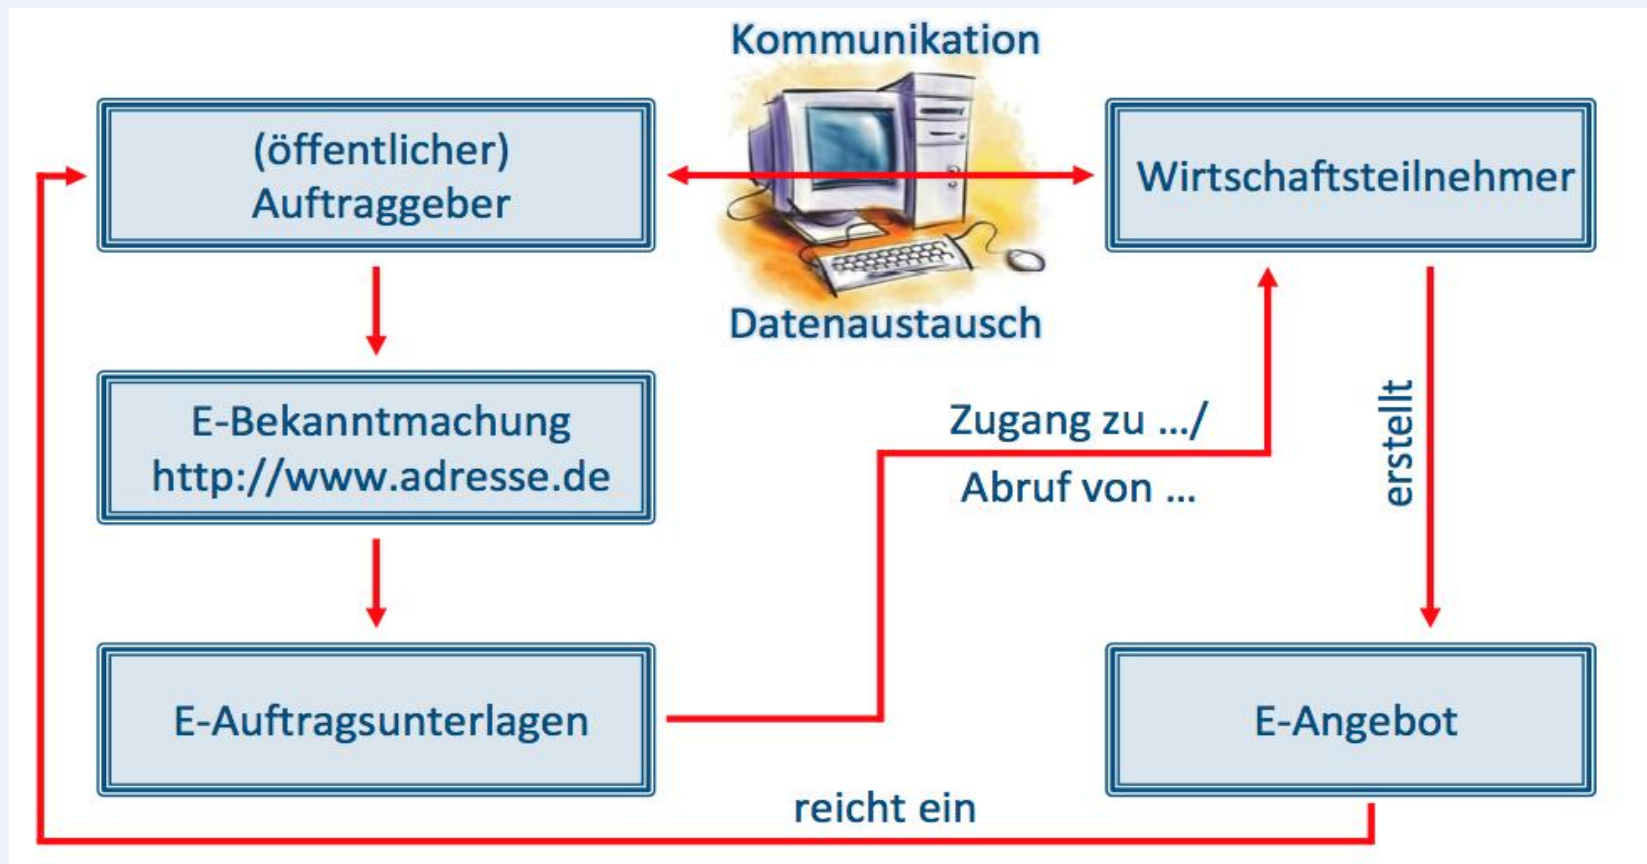 Kommunikation
(öffentlicher)
Auftraggeber
Wirtschaftsteilnehmer
Datenaustausch
E-Bekanntmachung
http://www.adresse.de
Zugang zu .../
Abruf von ...
erstellt
E-Auftragsunterlagen
E-Angebot
reicht ein